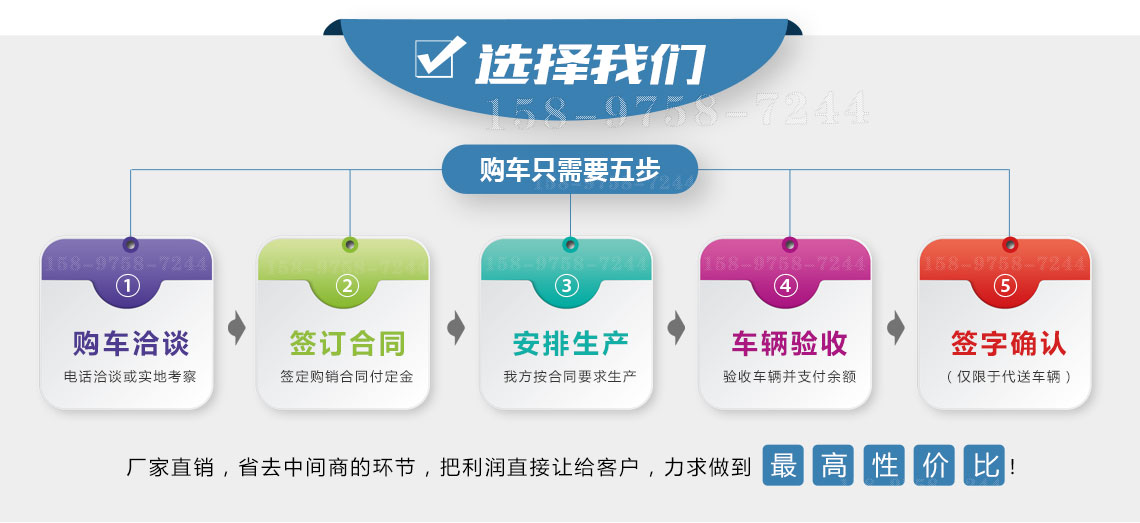 选择我们
158-9758-7244
购车只需要五步
158-9758-7244
158-9758-7244
158-9758-7244
158-9758-7244
158-9758-7244
158-9758-7244
① ② ③ ④ ⑤
购车洽谈 签订合同 安排生产 车辆验收 签字确认
电话洽谈或实地考察 签定购销合同付定金 我方按合同要求生产 验收车辆并支付余额 （仅限于代送车辆）
厂家直销，省去中间商的环节，把利润直接让给客户，力求做到 最高性价比！
158-9758-7244